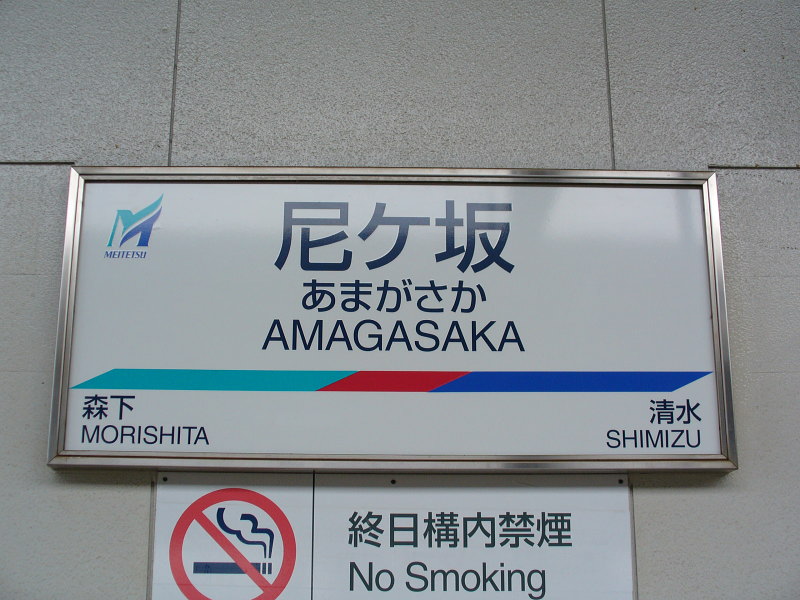 MEITETSU
尼ケ坂
あまがさか
AMAGASAKA
森下
MORISHITA
清水
SHIMIZU
終日構内禁煙
No Smoking